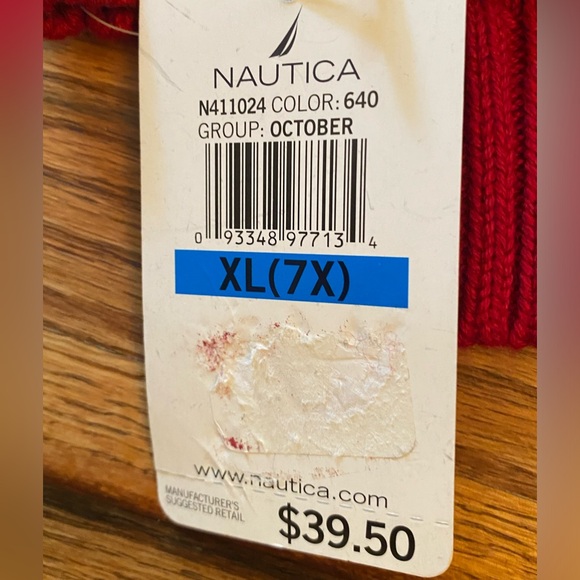 NAUTICA
N411024 COLOR: 640
GROUP: OCTOBER
0 93348 97713 4
XL(7X)
www.nautica.com
MANUFACTURER'S
SUGGESTED RETAIL
$39.50